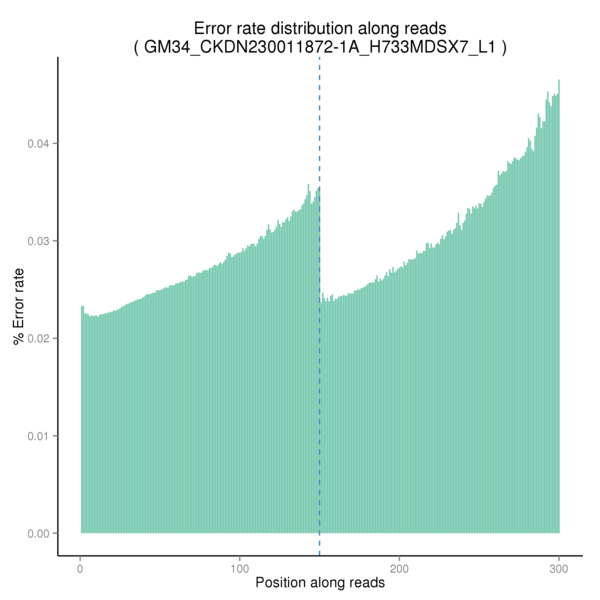 Error rate distribution along reads
( GM34_CKDN230011872-1A_H733MDSX7_L1 )
% Error rate
0.04
0.03
0.02
0.01
0.00
0 100 200 300
Position along reads